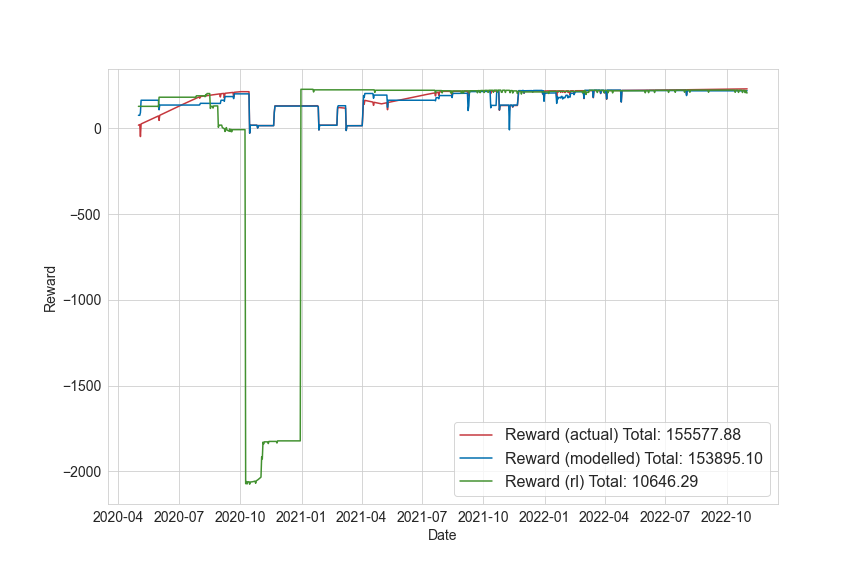 0
−500
−1000
−1500
−2000
Reward
2020-04 2020-07 2020-10 2021-01 2021-04 2021-07 2021-10 2022-01 2022-04 2022-07 2022-10
Date
Reward (actual) Total: 155577.88
Reward (modelled) Total: 153895.10
Reward (rl) Total: 10646.29